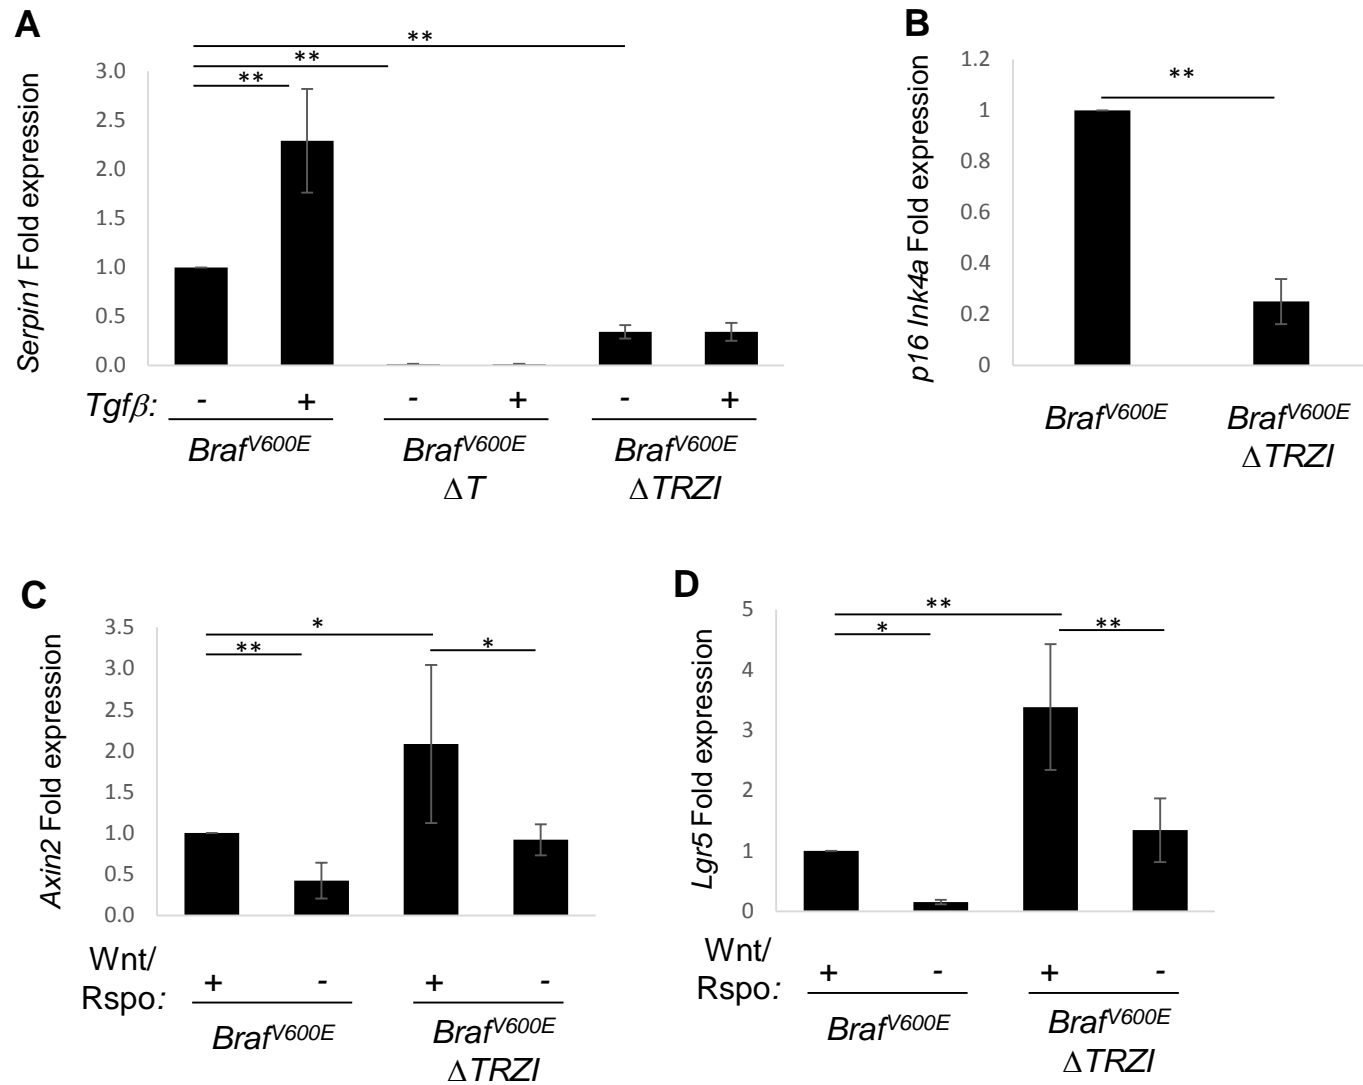 A
**
**
**
Serpin1 Fold expression
3.0
2.5
2.0
1.5
1.0
0.5
0.0
Tgfβ: - + - + - +
BrafV600E BrafV600E BrafV600E
ΔT ΔTRZI
B
**
p16 Ink4a Fold expression
1.2
1
0.8
0.6
0.4
0.2
0
BrafV600E BrafV600E
ΔTRZI
C
*
** *
Axin2 Fold expression
3.5
3.0
2.5
2.0
1.5
1.0
0.5
0.0
Wnt/
Rspo: + - + -
BrafV600E BrafV600E
ΔTRZI
D
**
* **
Lgr5 Fold expression
5
4
3
2
1
0
Wnt/
Rspo: + - + -
BrafV600E BrafV600E
ΔTRZI